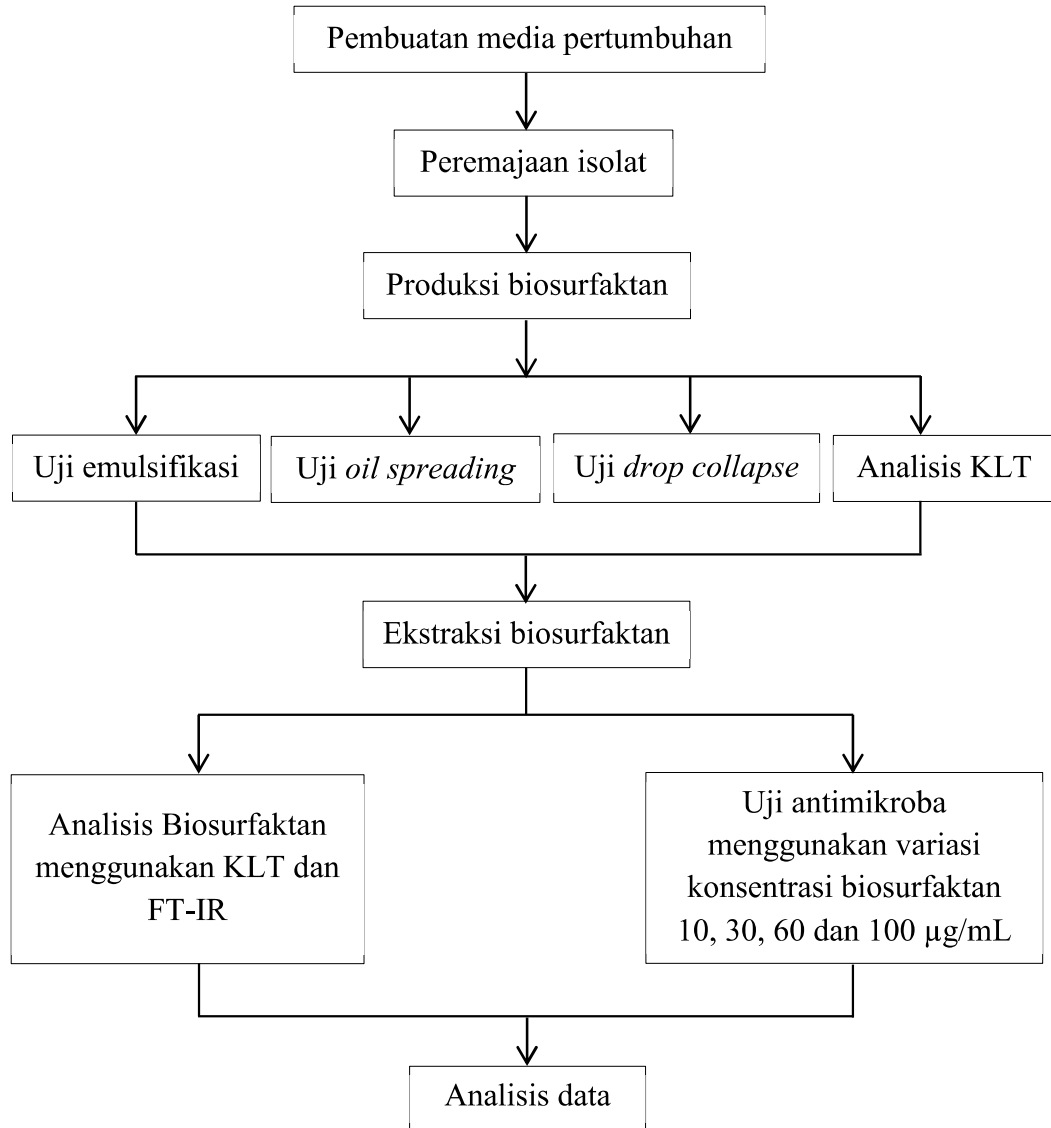 Pembuatan media pertumbuhan
Peremajaan isolat
Produksi biosurfaktan
Uji emulsifikasi
Uji oil spreading
Uji drop collapse
Analisis KLT
Ekstraksi biosurfaktan
Analisis Biosurfaktan
menggunakan KLT dan
FT-IR
Uji antimikroba
menggunakan variasi
konsentrasi biosurfaktan
10, 30, 60 dan 100 µg/mL
Analisis data